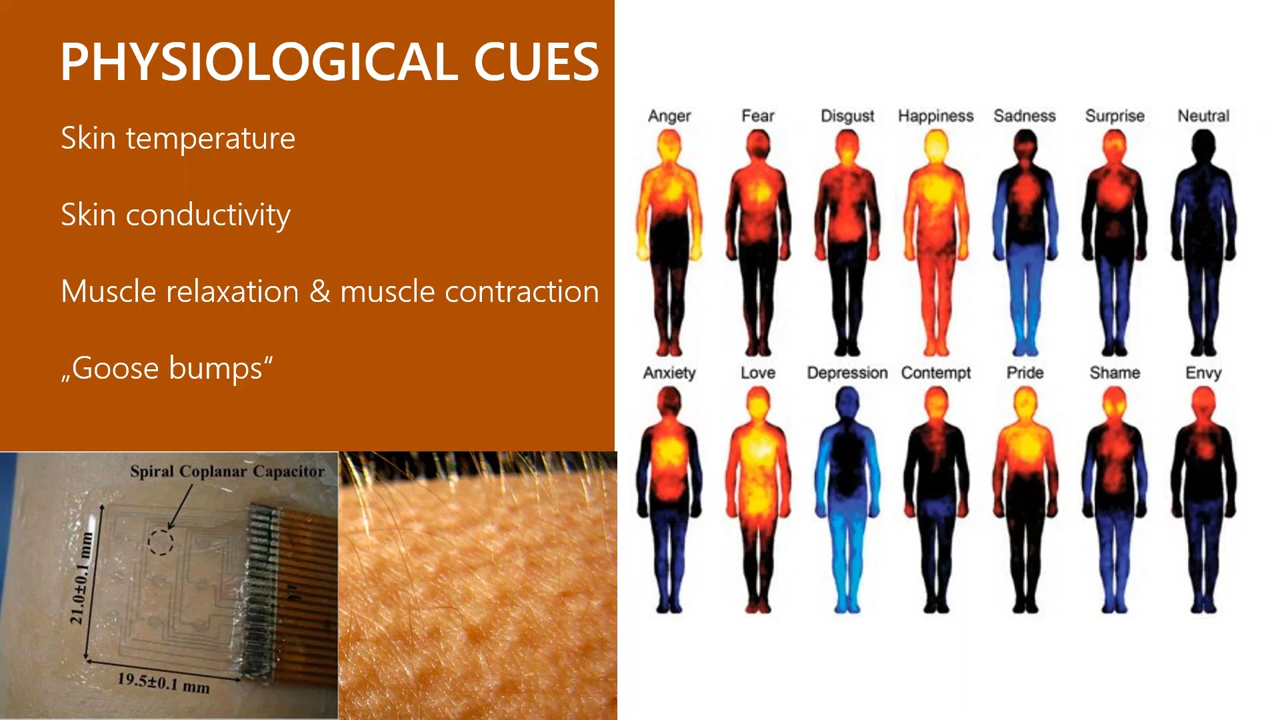 PHYSIOLOGICAL CUES
Skin temperature
Skin conductivity
Muscle relaxation & muscle contraction
„Goose bumps“
Spiral Coplanar Capacitor
21.0±0.1 mm
19.5±0.1 mm
Anger Fear Disgust Happiness Sadness Surprise Neutral
Anxiety Love Depression Contempt Pride Shame Envy